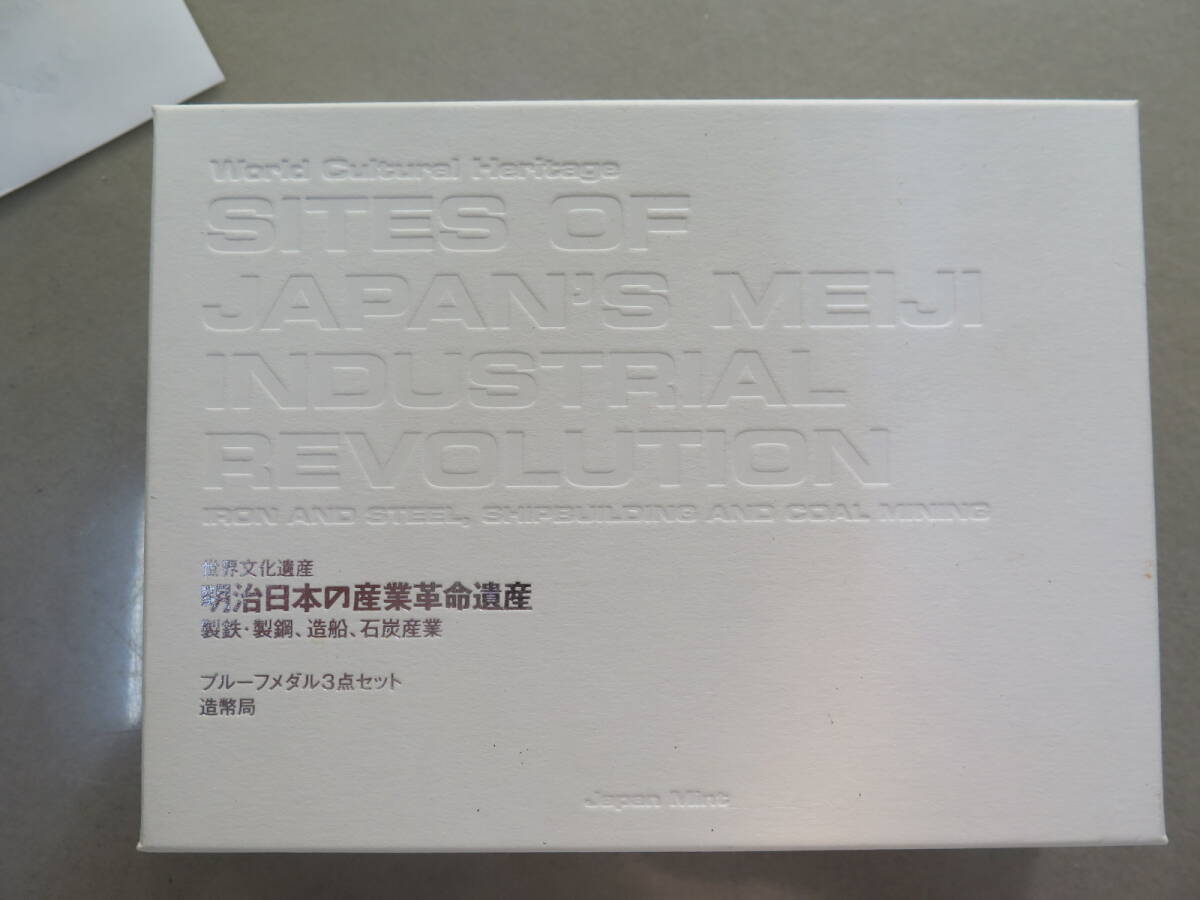 World Cultural Heritage
SITES OF
JAPAN'S MEIJI
INDUSTRIAL
REVOLUTION
IRON AND STEEL, SHIPBUILDING AND COAL MINING
世界文化遺産
明治日本の産業革命遺産
製鉄・製鋼、造船、石炭産業
プルーフメダル3点セット
造幣局
Japan Mint